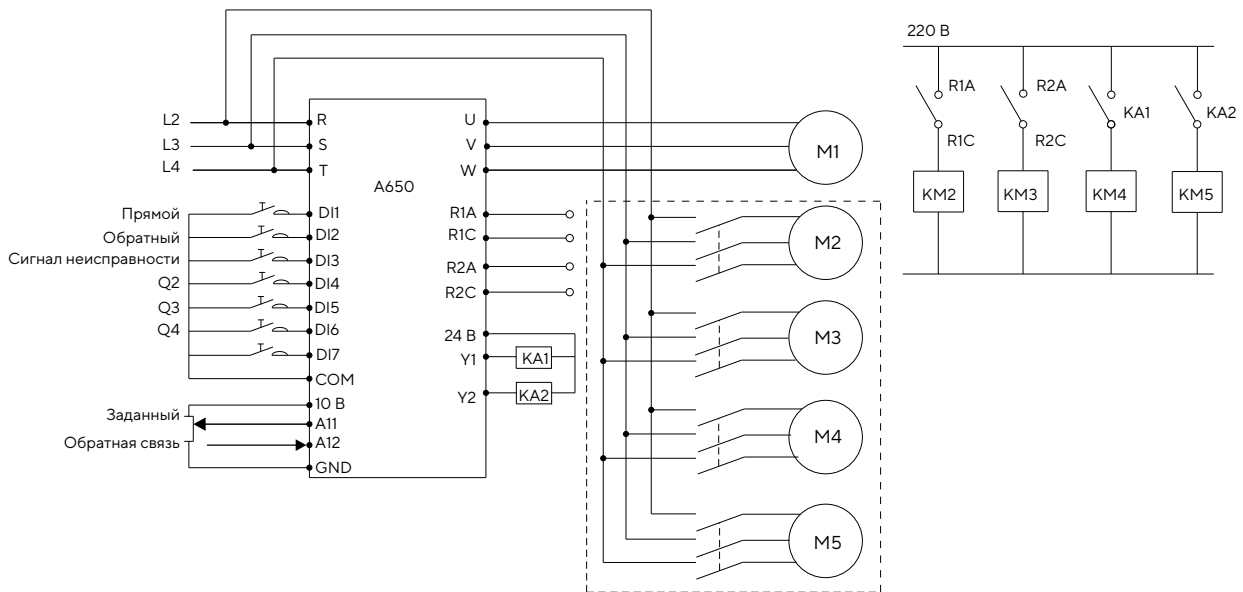 220 В
R1A
R1C
KM2
R2A
R2C
KM3
KA1
KM4
KA2
KM5
L2
L3
L4
R
S
T
A650
U
V
W
M1
Прямой
Обратный
Сигнал неисправности
Q2
Q3
Q4
DI1
DI2
DI3
DI4
DI5
DI6
DI7
COM
10 В
A11
A12
GND
Заданный
Обратная связь
R1A
R1C
R2A
R2C
24 В
Y1
KA1
Y2
KA2
M2
M3
M4
M5